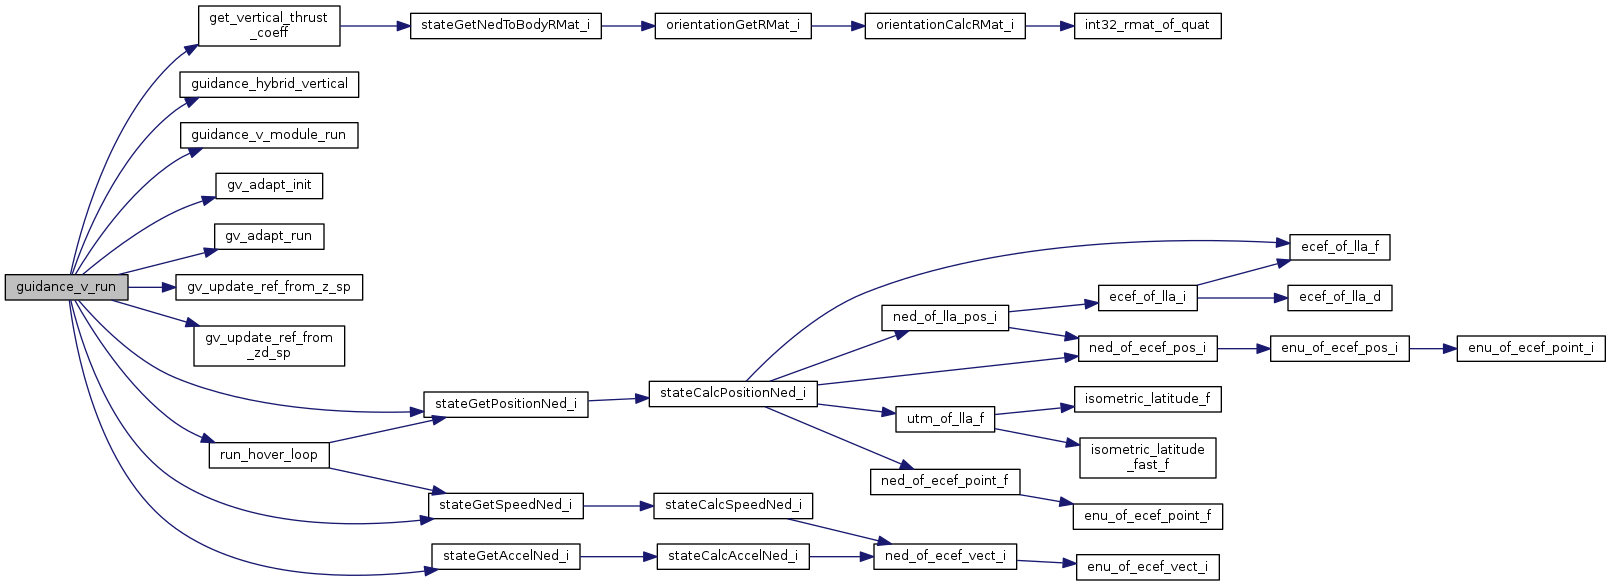 get_vertical_thrust
_coeff
stateGetNedToBodyRMat_i
orientationGetRMat_i
orientationCalcRMat_i
int32_rmat_of_quat
guidance_hybrid_vertical
guidance_v_module_run
gv_adapt_init
gv_adapt_run
guidance_v_run
gv_update_ref_from_z_sp
gv_update_ref_from
_zd_sp
stateGetPositionNed_i
run_hover_loop
stateGetSpeedNed_i
stateGetAccelNed_i
stateCalcPositionNed_i
stateCalcSpeedNed_i
stateCalcAccelNed_i
ned_of_lla_pos_i
utm_of_lla_f
ned_of_ecef_point_f
ned_of_ecef_vect_i
ecef_of_lla_i
ned_of_ecef_pos_i
isometric_latitude_f
isometric_latitude
_fast_f
enu_of_ecef_point_f
enu_of_ecef_vect_i
ecef_of_lla_f
ecef_of_lla_d
enu_of_ecef_pos_i
enu_of_ecef_point_i